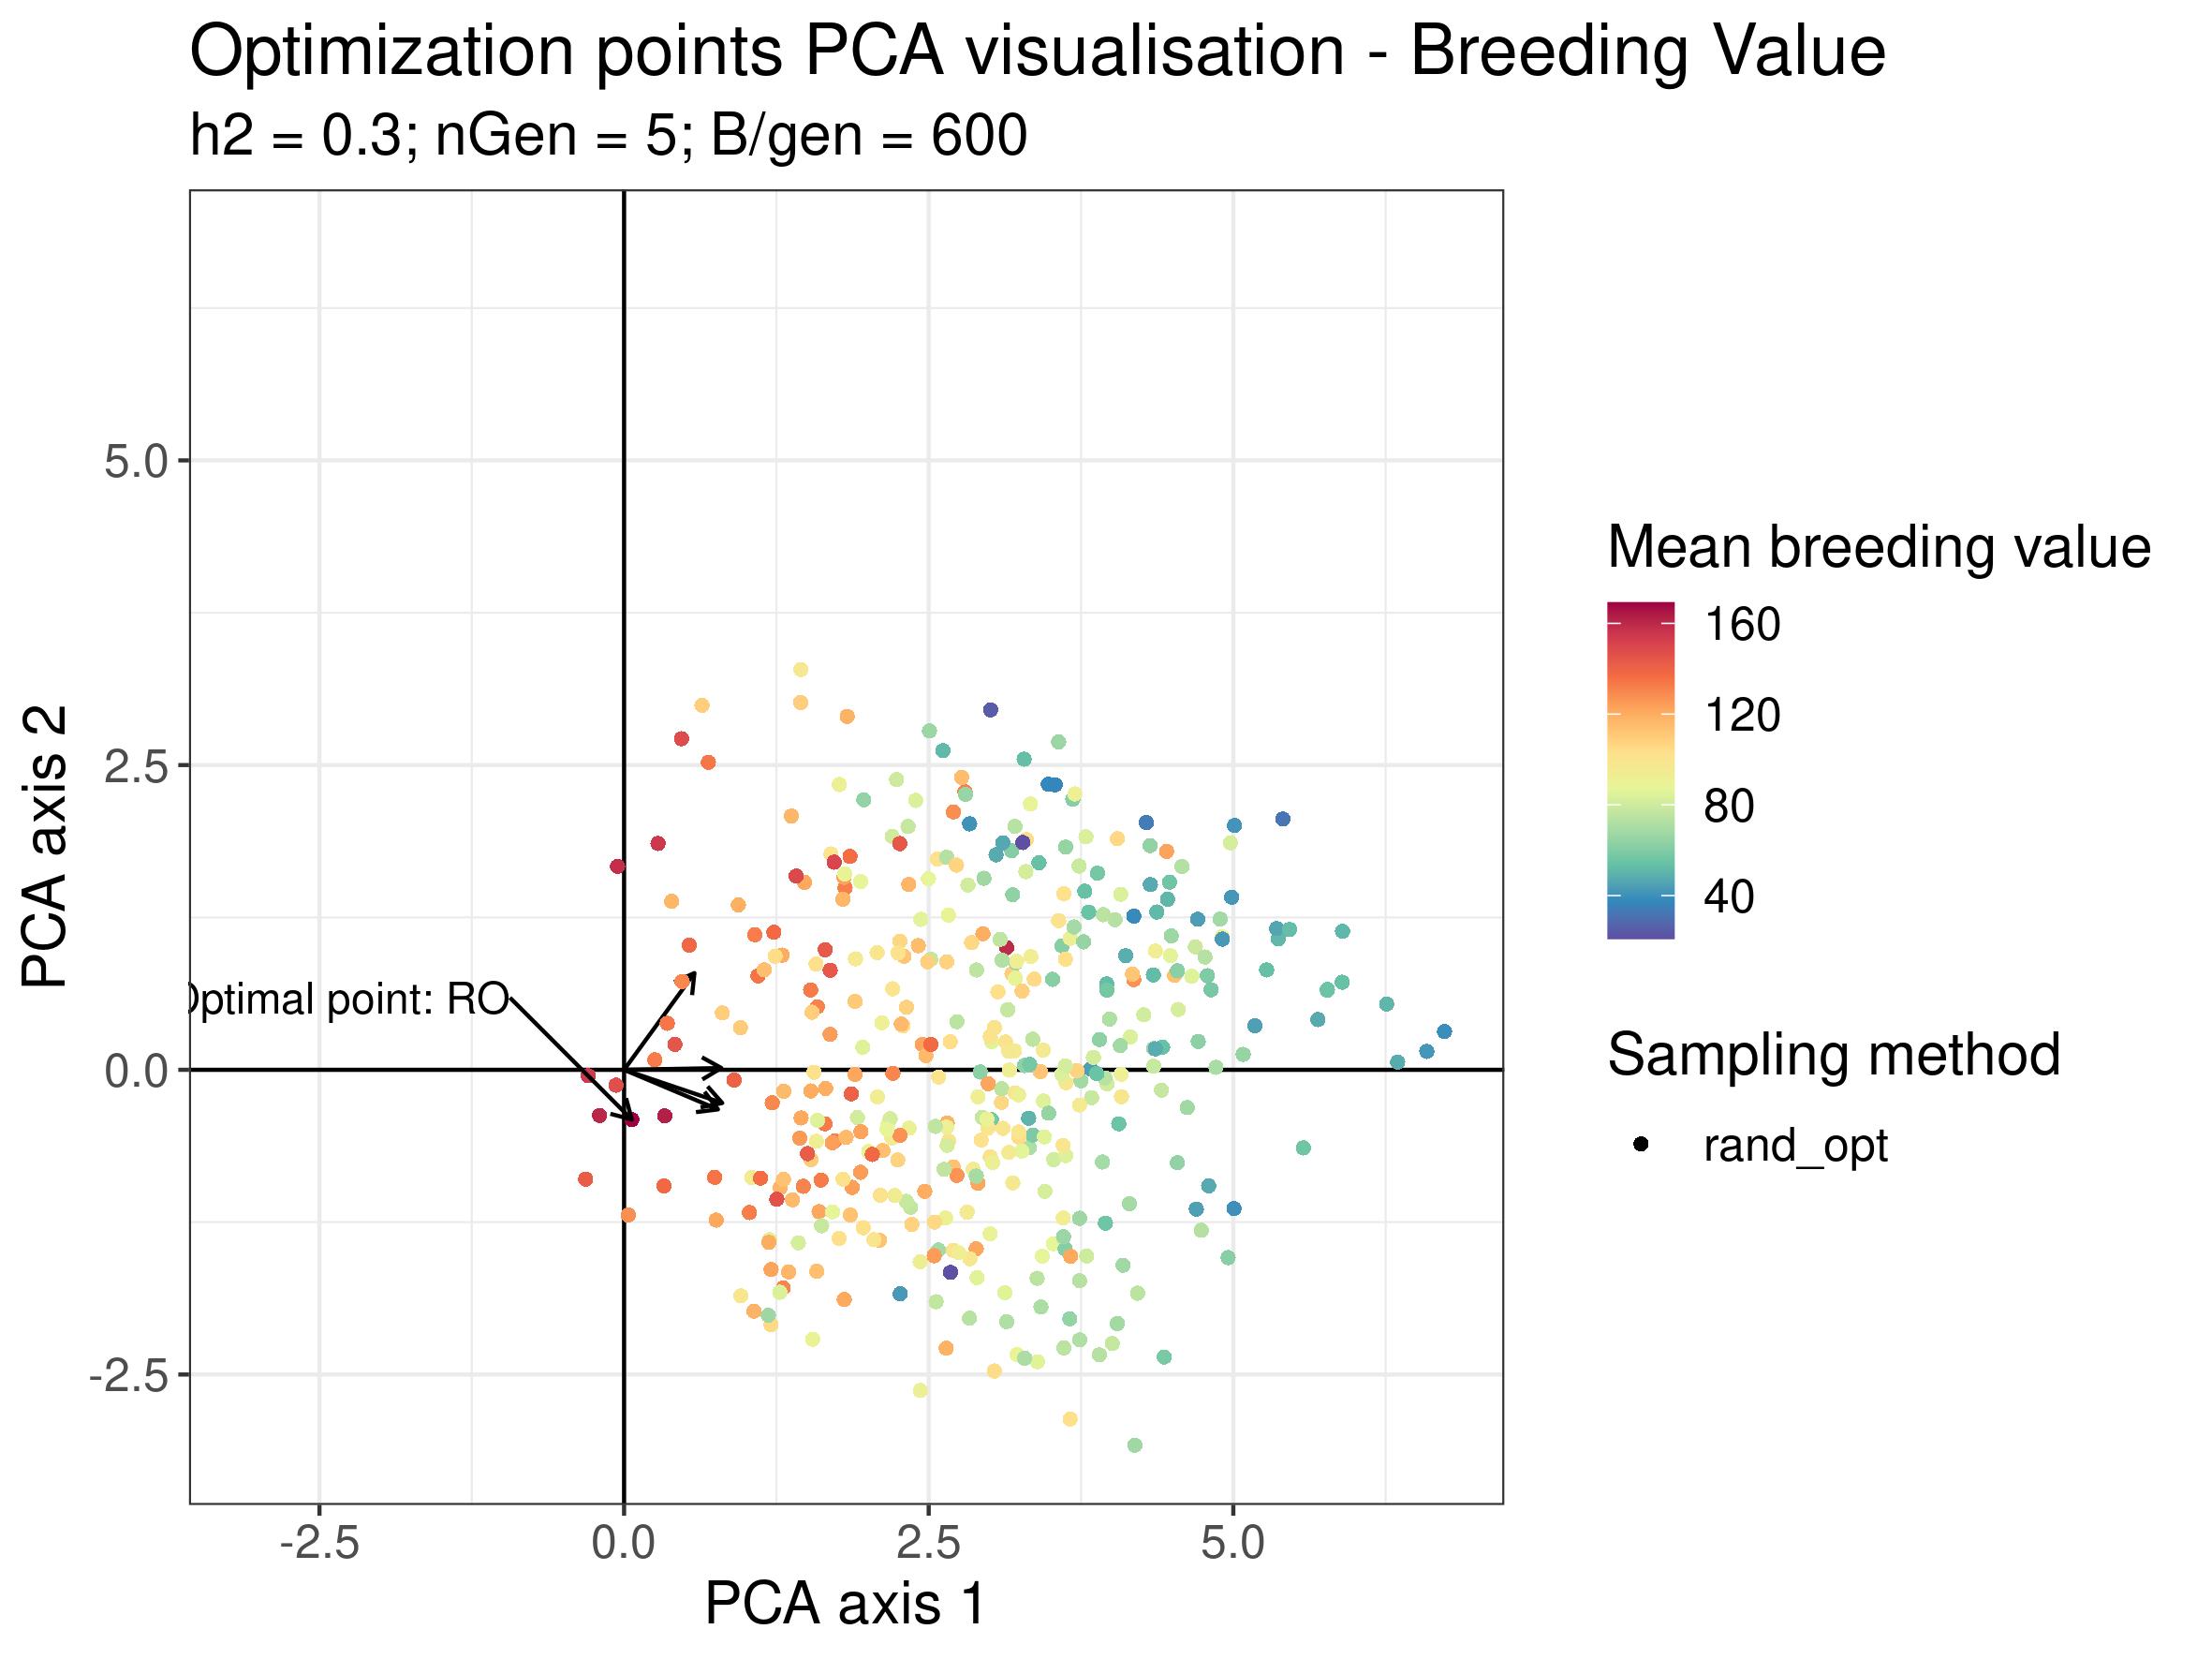 Optimization points PCA visualisation - Breeding Value
h2 = 0.3; nGen = 5; B/gen = 600
PCA axis 2
5.0
2.5
0.0
-2.5
Optimal point: RO
-2.5
0.0
2.5
5.0
PCA axis 1
Mean breeding value
160
120
80
40
Sampling method
rand_opt